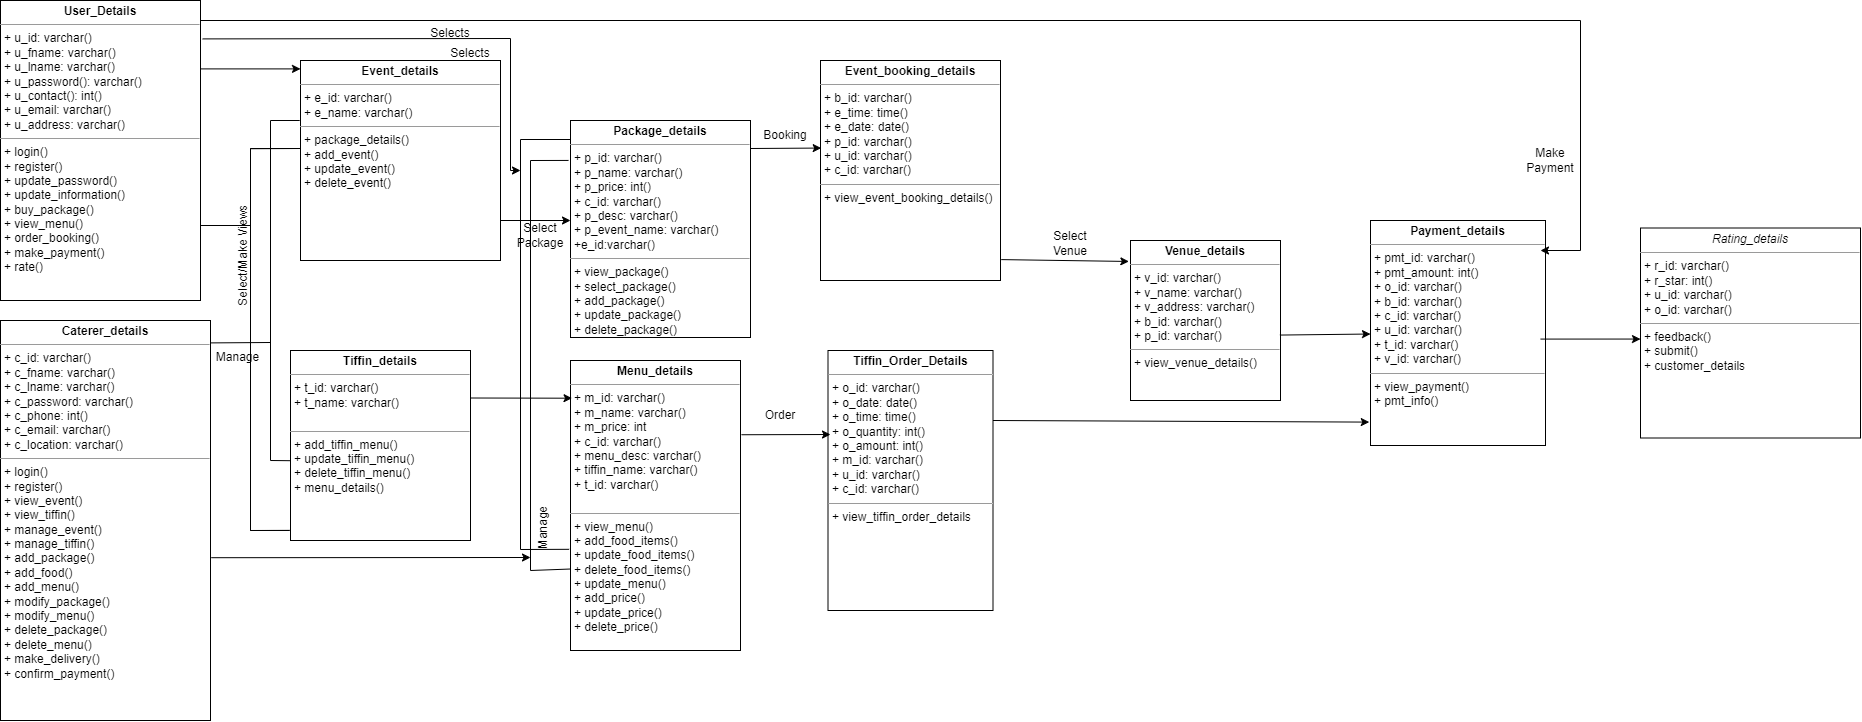 User_Details
+ u_id: varchar()
+ u_fname: varchar()
+ u_lname: varchar()
+ u_password(): varchar()
+ u_contact(): int()
+ u_email: varchar()
+ u_address: varchar()
+ login()
+ register()
+ update_password()
+ update_information()
+ buy_package()
+ view_menu()
+ order_booking()
+ make_payment()
+ rate()
Caterer_details
+ c_id: varchar()
+ c_fname: varchar()
+ c_lname: varchar()
+ c_password: varchar()
+ c_phone: int()
+ c_email: varchar()
+ c_location: varchar()
+ login()
+ register()
+ view_event()
+ view_tiffin()
+ manage_event()
+ manage_tiffin()
+ add_package()
+ add_food()
+ add_menu()
+ modify_package()
+ modify_menu()
+ delete_package()
+ delete_menu()
+ make_delivery()
+ confirm_payment()
Selects
Selects
Select/Make Views
Manage
Event_details
+ e_id: varchar()
+ e_name: varchar()
+ package_details()
+ add_event()
+ update_event()
+ delete_event()
Tiffin_details
+ t_id: varchar()
+ t_name: varchar()
+ add_tiffin_menu()
+ update_tiffin_menu()
+ delete_tiffin_menu()
+ menu_details()
Select
Package
Manage
Package_details
+ p_id: varchar()
+ p_name: varchar()
+ p_price: int()
+ c_id: varchar()
+ p_desc: varchar()
+ p_event_name: varchar()
+e_id:varchar()
+ view_package()
+ select_package()
+ add_package()
+ update_package()
+ delete_package()
Menu_details
+ m_id: varchar()
+ m_name: varchar()
+ m_price: int
+ c_id: varchar()
+ menu_desc: varchar()
+ tiffin_name: varchar()
+ t_id: varchar()
+ view_menu()
+ add_food_items()
+ update_food_items()
+ delete_food_items()
+ update_menu()
+ add_price()
+ update_price()
+ delete_price()
Booking
Order
Event_booking_details
+ b_id: varchar()
+ e_time: time()
+ e_date: date()
+ p_id: varchar()
+ u_id: varchar()
+ c_id: varchar()
+ view_event_booking_details()
Tiffin_Order_Details
+ o_id: varchar()
+ o_date: date()
+ o_time: time()
+ o_quantity: int()
+ o_amount: int()
+ m_id: varchar()
+ u_id: varchar()
+ c_id: varchar()
+ view_tiffin_order_details
Select
Venue
Venue_details
+ v_id: varchar()
+ v_name: varchar()
+ v_address: varchar()
+ b_id: varchar()
+ p_id: varchar()
+ view_venue_details()
Make
Payment
Payment_details
+ pmt_id: varchar()
+ pmt_amount: int()
+ o_id: varchar()
+ b_id: varchar()
+ c_id: varchar()
+ u_id: varchar()
+ t_id: varchar()
+ v_id: varchar()
+ view_payment()
+ pmt_info()
Rating_details
+ r_id: varchar()
+ r_star: int()
+ u_id: varchar()
+ o_id: varchar()
+ feedback()
+ submit()
+ customer_details